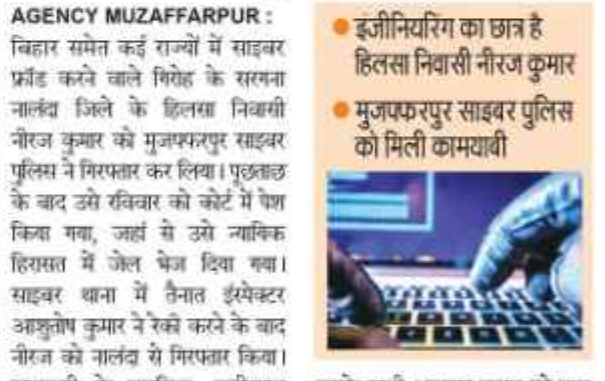 AGENCY MUZAFFARPUR :
बिहार समेत कई राज्यों में साइबर
फ्रॉड करने वाले गिरोह के सरगना
नालंदा जिले के हिलसा निवासी
नीरज कुमार को मुजफ्फरपुर साइबर
पुलिस ने गिरफ्तार कर लिया। पूछताछ
के बाद उसे रविवार को कोर्ट में पेश
किया गया, जहां से उसे न्यायिक
हिरासत में जेल भेज दिया गया।
साइबर थाना में तैनात इंस्पेक्टर
आशुतोष कुमार ने रेकी करने के बाद
नीरज को नालंदा से गिरफ्तार किया।
इंजीनियरिंग का छात्र है
हिलसा निवासी नीरज कुमार
मुजफ्फरपुर साइबर पुलिस
को मिली कामयाबी